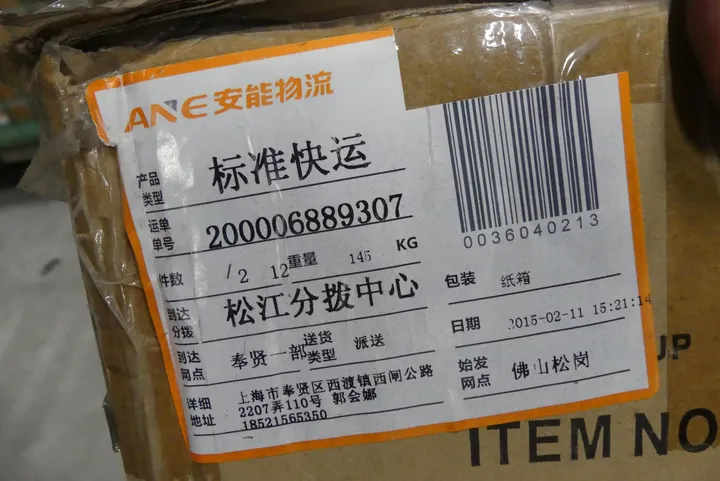 ANE安能物流
产品类型 标准快运
运单单号 200006889307
0036040213
件数 /2 12 重量 145 KG
包装 纸箱
到达分拨 松江分拨中心
日期 2015-02-11 15:21:14
到达网点 奉贤一部 送货类型 派送
始发网点 佛山松岗
详细地址 上海市奉贤区西渡镇西闸公路
2207弄110号 郭会娜
18521565350
UP
ITEM NO